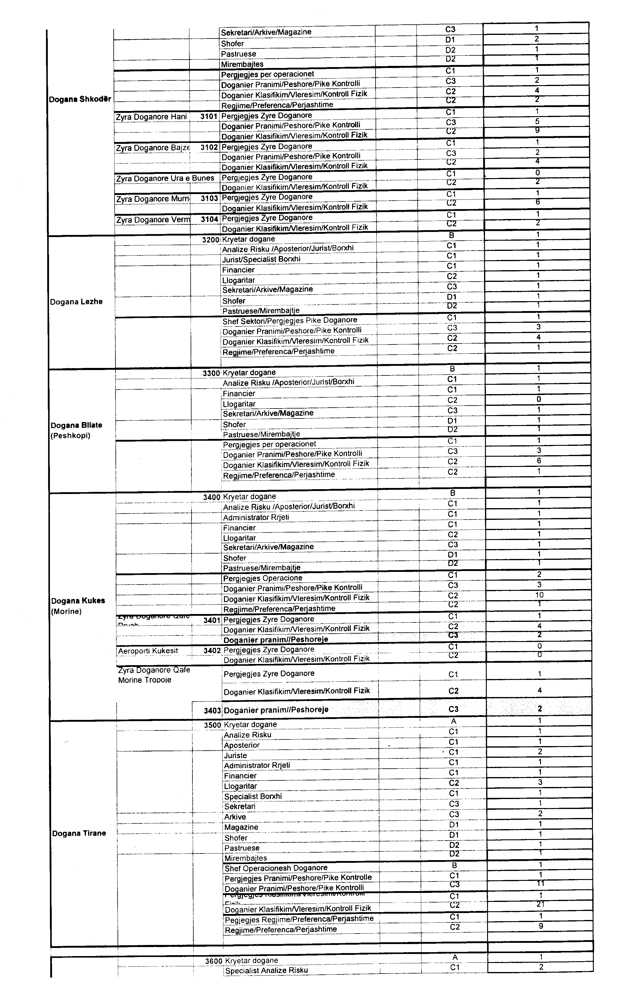 Sekretari/Arkive/Magazine C3 1
Shofer D1 2
Pastruese D2 1
Mirembajtes D2 1
Pergjegjes per operacionet C1 1
Doganier Pranimi/Peshore/Pike Kontrolli C3 2
Doganier Klasifikim/Vleresim/Kontroll Fizik C2 4
Dogana Shkodër
Regjime/Preferenca/Perjashtime C2 2
Zyra Doganore Hani 3101 Pergjegjes Zyre Doganore C1 1
Doganier Pranimi/Peshore/Pike Kontrolli C3 5
Doganier Klasifikim/Vleresim/Kontroll Fizik C2 9
Zyra Doganore Bajze 3102 Pergjegjes Zyre Doganore C1 1
Doganier Pranimi/Peshore/Pike Kontrolli C3 2
Doganier Klasifikim/Vleresim/Kontroll Fizik C2 4
Zyra Doganore Ura e Bunes Pergjegjes Zyre Doganore C1 0
Doganier Klasifikim/Vleresim/Kontroll Fizik C2 2
Zyra Doganore Murri 3103 Pergjegjes Zyre Doganore C1 1
Doganier Klasifikim/Vleresim/Kontroll Fizik C2 6
Zyra Doganore Verm 3104 Pergjegjes Zyre Doganore C1 1
Doganier Klasifikim/Vleresim/Kontroll Fizik C2 2
3200 Kryetar dogane B 1
Analize Risku /Aposterior/Jurist/Borxhi C1 1
Jurist/Specialist Borxhi C1 1
Financier C1 1
Llogaritar C2 1
Sekretari/Arkive/Magazine C3 1
Dogana Lezhe Shofer D1 1
Pastruese/Mirembajtje D2 1
Shef Sektori/Pergjegjes Pike Doganore C1 1
Doganier Pranimi/Peshore/Pike Kontrolli C3 3
Doganier Klasifikim/Vleresim/Kontroll Fizik C2 4
Regjime/Preferenca/Perjashtime C2 1
3300 Kryetar dogane B 1
Analize Risku /Aposterior/Jurist/Borxhi C1 1
Financier C1 1
Llogaritar C2 0
Sekretari/Arkive/Magazine C3 1
Dogana Bllate Shofer D1 1
(Peshkopi) Pastruese/Mirembajtje D2 1
Pergjegjes per operacionet C1 1
Doganier Pranimi/Peshore/Pike Kontrolli C3 3
Doganier Klasifikim/Vleresim/Kontroll Fizik C2 6
Regjime/Preferenca/Perjashtime C2 1
3400 Kryetar dogane B 1
Analize Risku /Aposterior/Jurist/Borxhi C1 1
Administrator Rrjeti C1 1
Financier C1 1
Llogaritar C2 1
Sekretari/Arkive/Magazine C3 1
Shofer D1 1
Pastruese/Mirembajtje D2 1
Pergjegjes Operacione C1 2
Doganier Pranimi/Peshore/Pike Kontrolli C3 3
Dogana Kukes Doganier Klasifikim/Vleresim/Kontroll Fizik C2 10
(Morine) Regjime/Preferenca/Perjashtime C2 1
Zyra Doganore Qafe 3401 Pergjegjes Zyre Doganore C1 1
Doganier Klasifikim/Vleresim/Kontroll Fizik C2 4
Doganier pranim//Peshoreje C3 2
Aeroporti Kukesit 3402 Pergjegjes Zyre Doganore C1 0
Doganier Klasifikim/Vleresim/Kontroll Fizik C2 0
Zyra Doganore Qafe
Morine Tropoje Pergjegjes Zyre Doganore C1 1
Doganier Klasifikim/Vleresim/Kontroll Fizik C2 4
3403 Doganier pranim//Peshoreje C3 2
3500 Kryetar dogane A 1
Analize Risku C1 1
Aposterior C1 1
Juriste C1 2
Administrator Rrjeti C1 1
Financier C1 1
Llogaritar C2 3
Specialist Borxhi C1 1
Sekretari C3 1
Arkive C3 2
Magazine D1 1
Dogana Tirane Shofer D1 1
Pastruese D2 1
Mirembajtes D2 1
Shef Operacionesh Doganore B 1
Pergjegjes Pranimi/Peshore/Pike Kontrolle C1 1
Doganier Pranimi/Peshore/Pike Kontrolli C3 11
Pergjegjes Klasifikimi/Vleresimi/Kontrolli C1 1
Doganier Klasifikim/Vleresim/Kontroll Fizik C2 21
Pegjegjes Regjime/Preferenca/Perjashtime C1 1
Regjime/Preferenca/Perjashtime C2 9
3600 Kryetar dogane A 1
Specialist Analize Risku C1 2